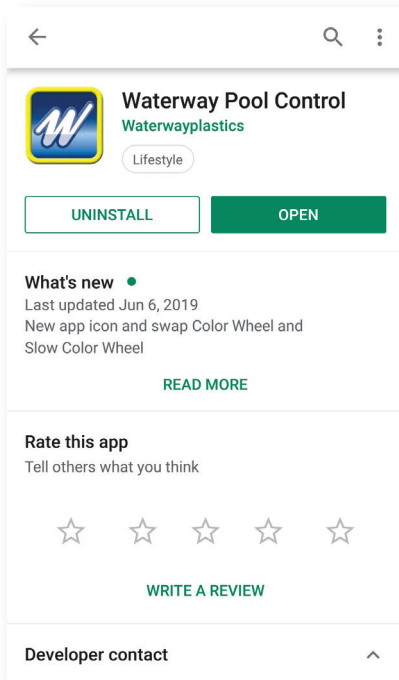 Waterway Pool Control
W
Waterwayplastics
Lifestyle
UNINSTALL
OPEN
What's new
Last updated Jun 6, 2019
New app icon and swap Color Wheel and
Slow Color Wheel
READ MORE
Rate this app
Tell others what you think
WRITE A REVIEW
Developer contact